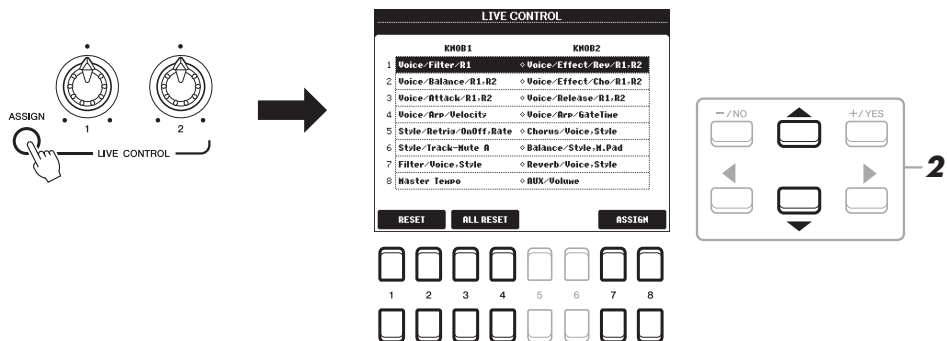 ASSIGN
1 2
LIVE CONTROL
LIVE CONTROL
KNOB1 KNOB2
1 Voice/Filter/R1 Voice/Effect/Rev/R1,R2
2 Voice/Balance/R1,R2 Voice/Effect/Cho/R1,R2
3 Voice/Attack/R1,R2 Voice/Release/R1,R2
4 Voice/Arp/Velocity Voice/Arp/GateTime
5 Style/Retrig/OnOff,Rate Chorus/Voice,Style
6 Style/Track-Mute A Balance/Style,M.Pad
7 Filter/Voice,Style Reverb/Voice,Style
8 Master Tempo AUX/Volume
RESET ALL RESET ASSIGN
1 2 3 4 5 6 7 8
-/NO +/YES
2